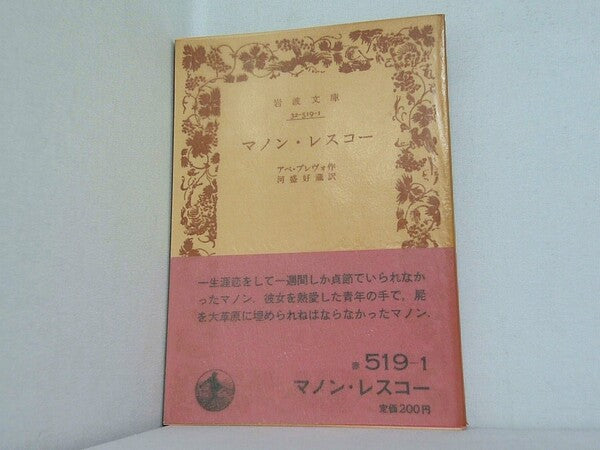 岩波文庫
32-519-1
マノン・レスコー
アベ・プレヴォ作
河盛好蔵訳
一生涯恋をして一週間しか貞節でいられなか
ったマノン．彼女を熱愛した青年の手で，屍
を大草原に埋められねばならなかったマノン．
赤 519-1
マノン・レスコー
定価200円